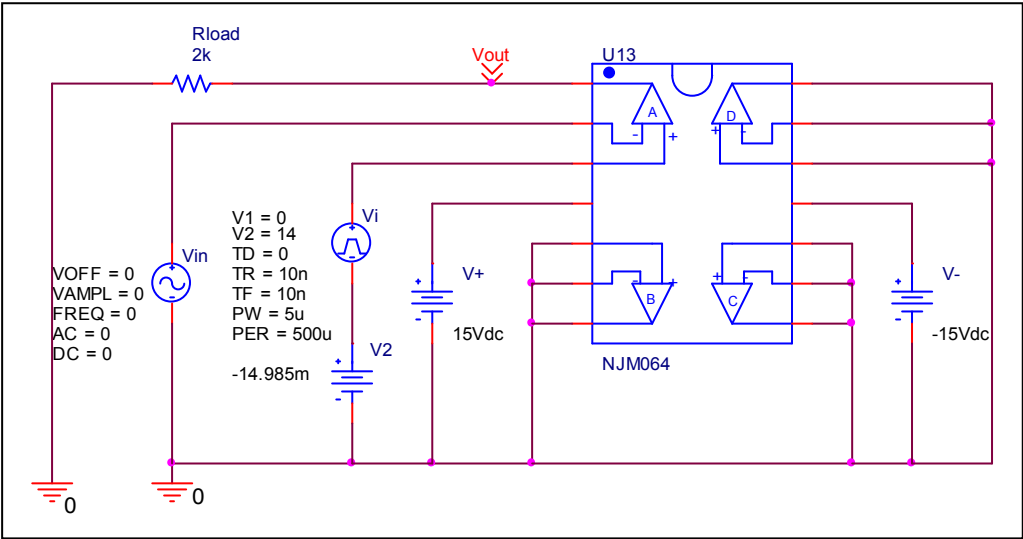 Rload
2k
Vout
U13
A
D
-
+
+
-
V1 = 0
V2 = 14
TD = 0
TR = 10n
TF = 10n
PW = 5u
PER = 500u
Vi
+
Vin
+
VOFF = 0
VAMPL = 0
FREQ = 0
AC = 0
DC = 0
V+
+
-
15Vdc
V-
+
-
-15Vdc
-
+
+
-
B
C
V2
+
-
-14.985m
NJM064
0
0